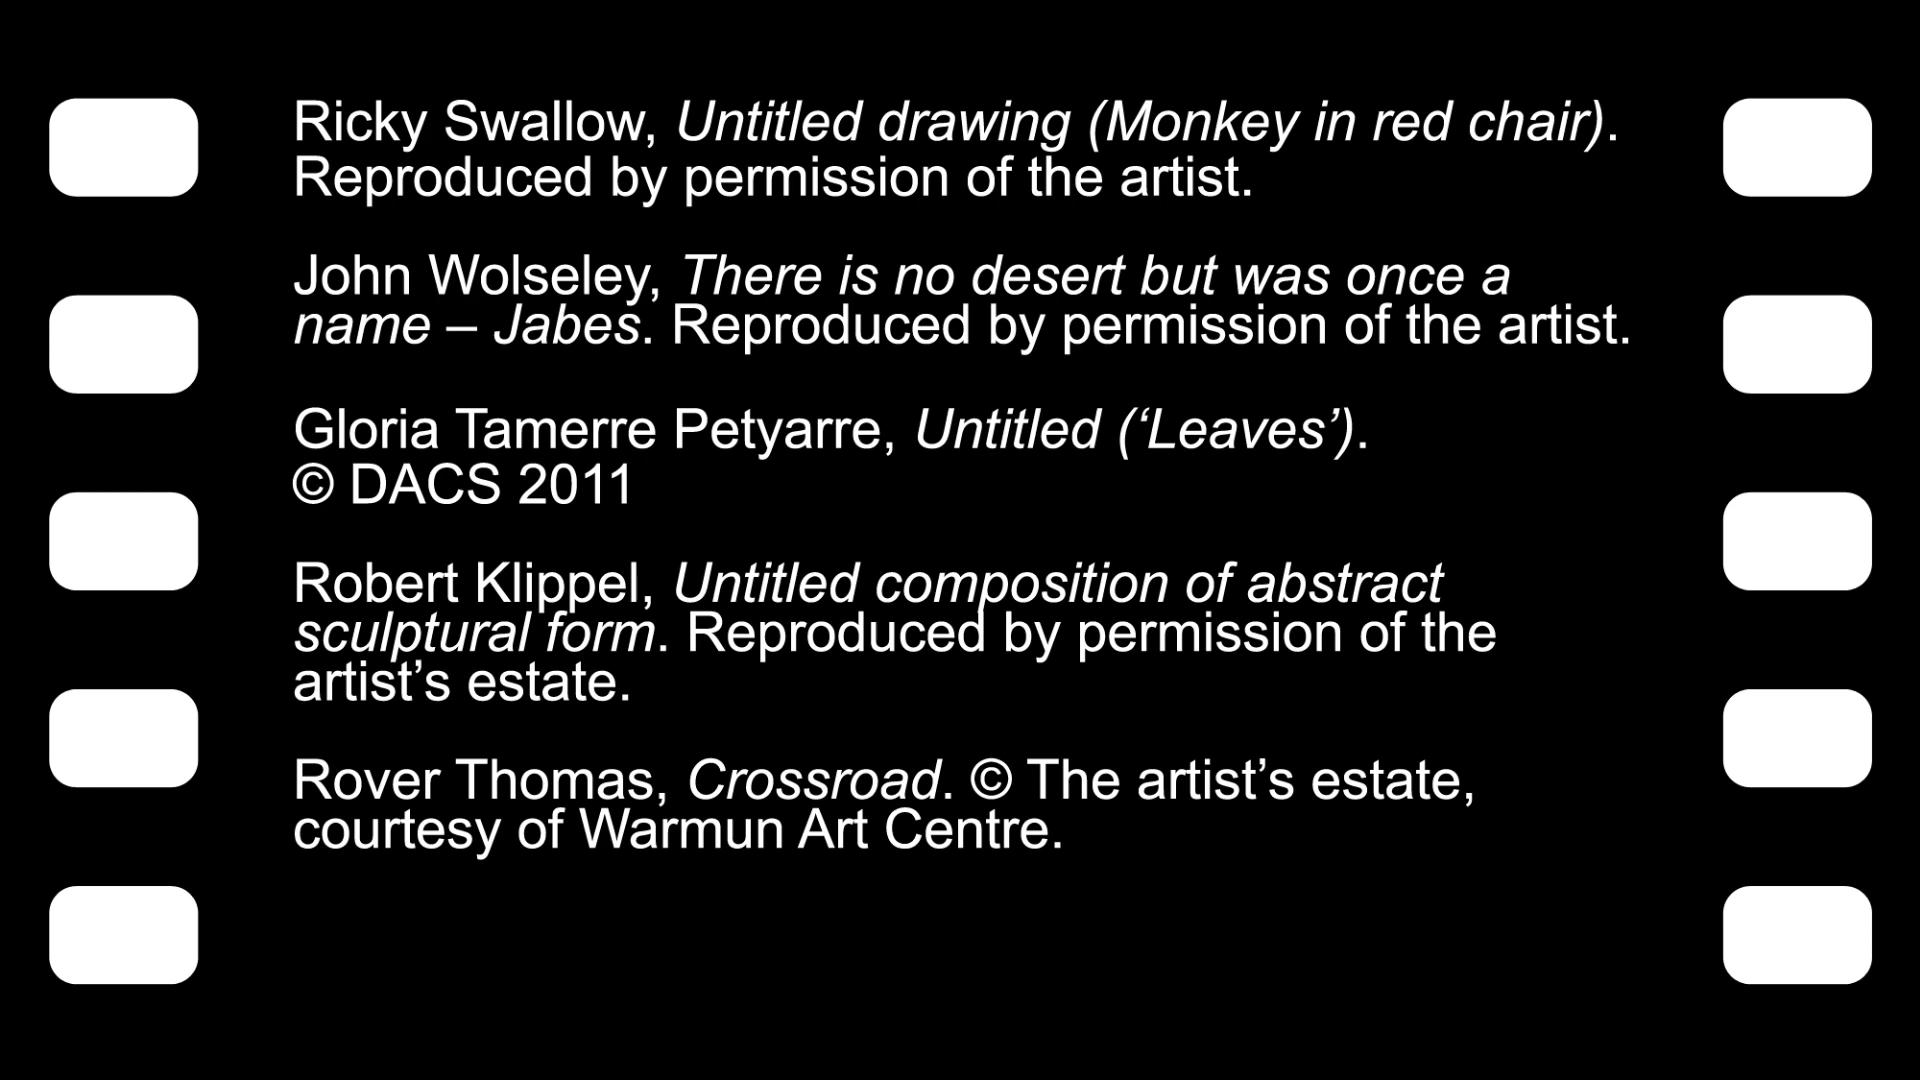 Ricky Swallow, Untitled drawing (Monkey in red chair).
Reproduced by permission of the artist.
John Wolseley, There is no desert but was once a
name – Jabes. Reproduced by permission of the artist.
Gloria Tamerre Petyarre, Untitled (‘Leaves’).
© DACS 2011
Robert Klippel, Untitled composition of abstract
sculptural form. Reproduced by permission of the
artist’s estate.
Rover Thomas, Crossroad. © The artist’s estate,
courtesy of Warmun Art Centre.